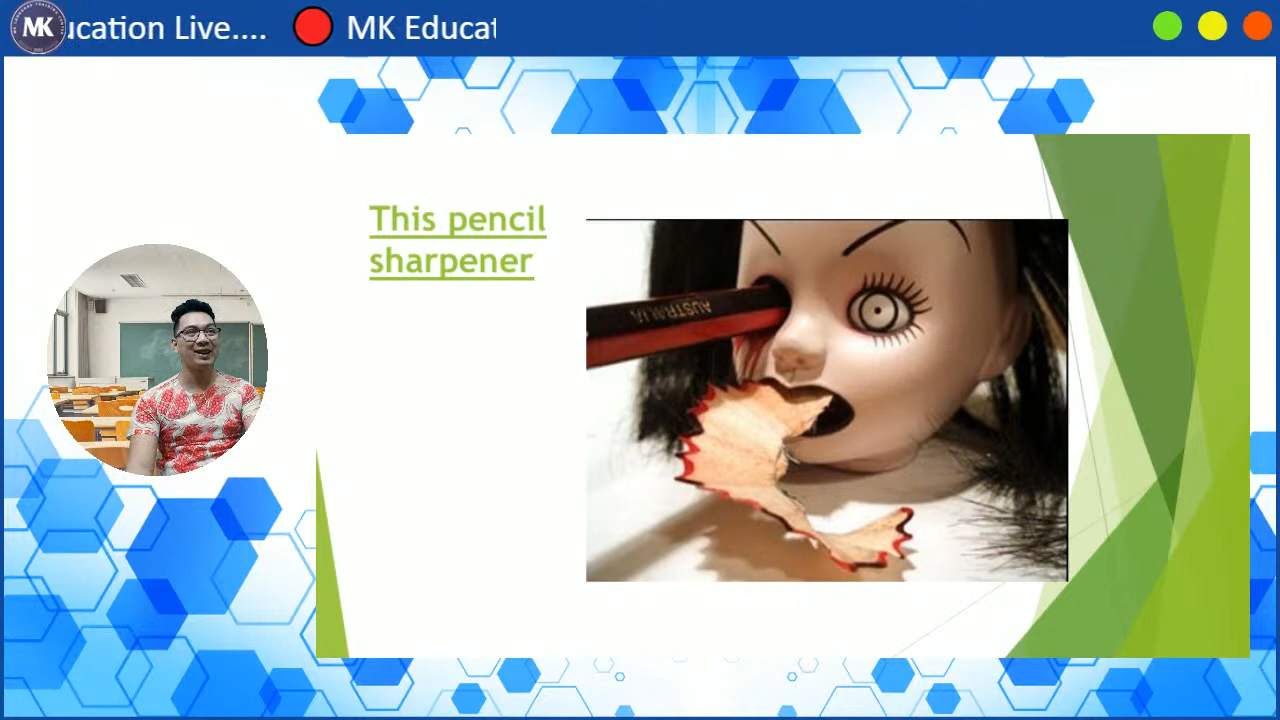 MK
ucation Live.... MK Educat
This pencil
sharpener
AUSTRALIA